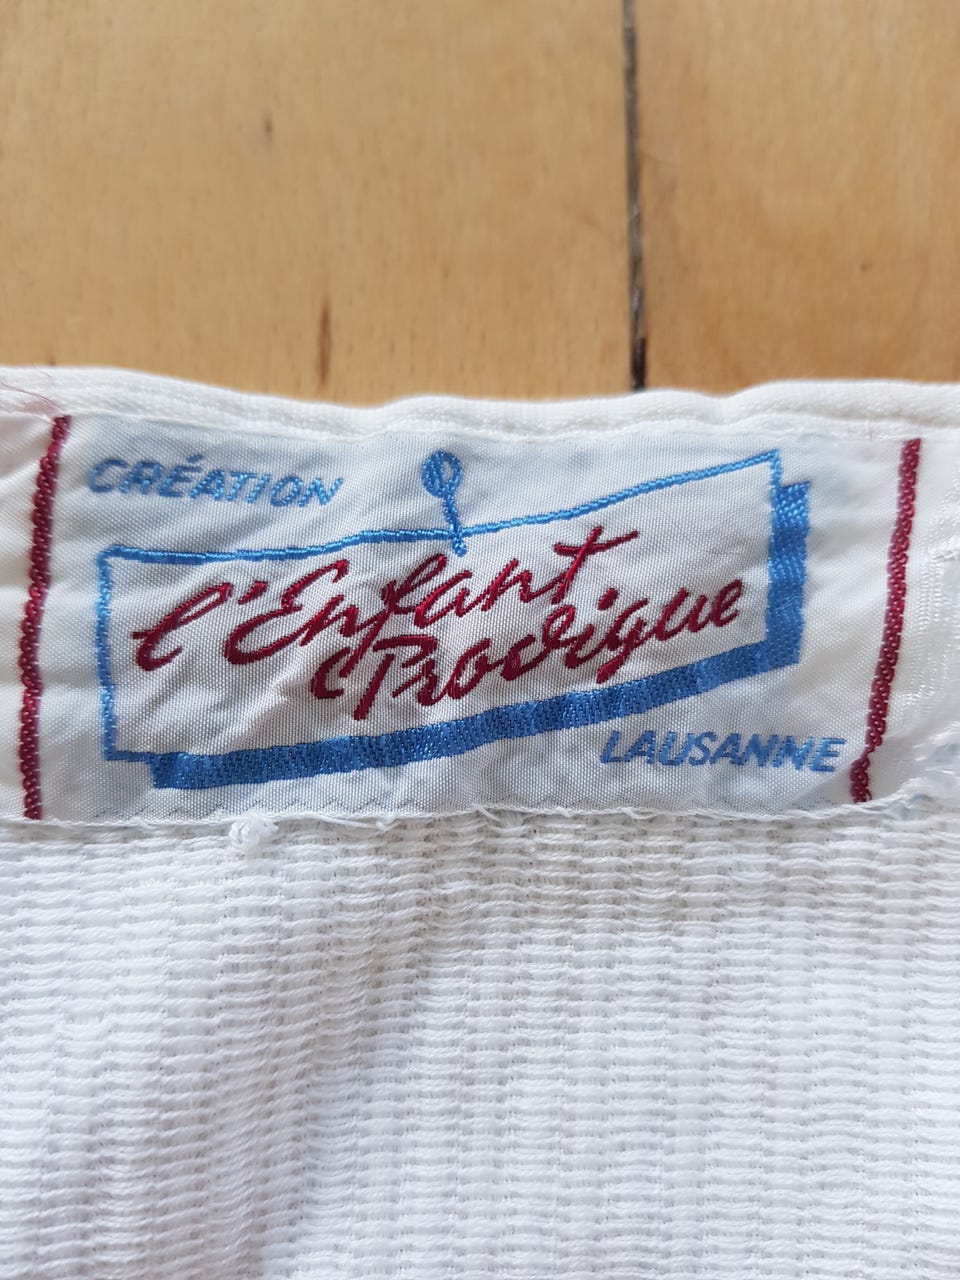 CRÉATION
l'Enfant
Prodigue
LAUSANNE